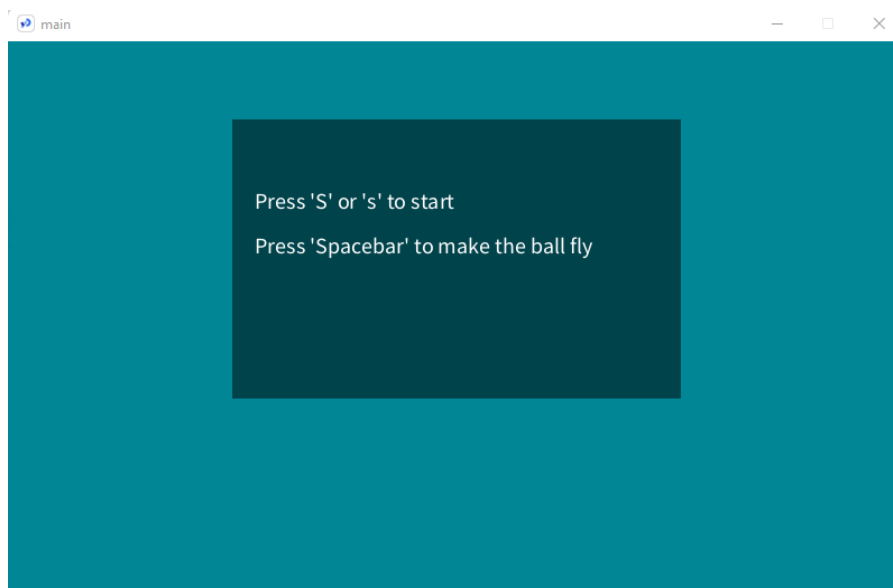 main
Press 'S' or 's' to start
Press 'Spacebar' to make the ball fly